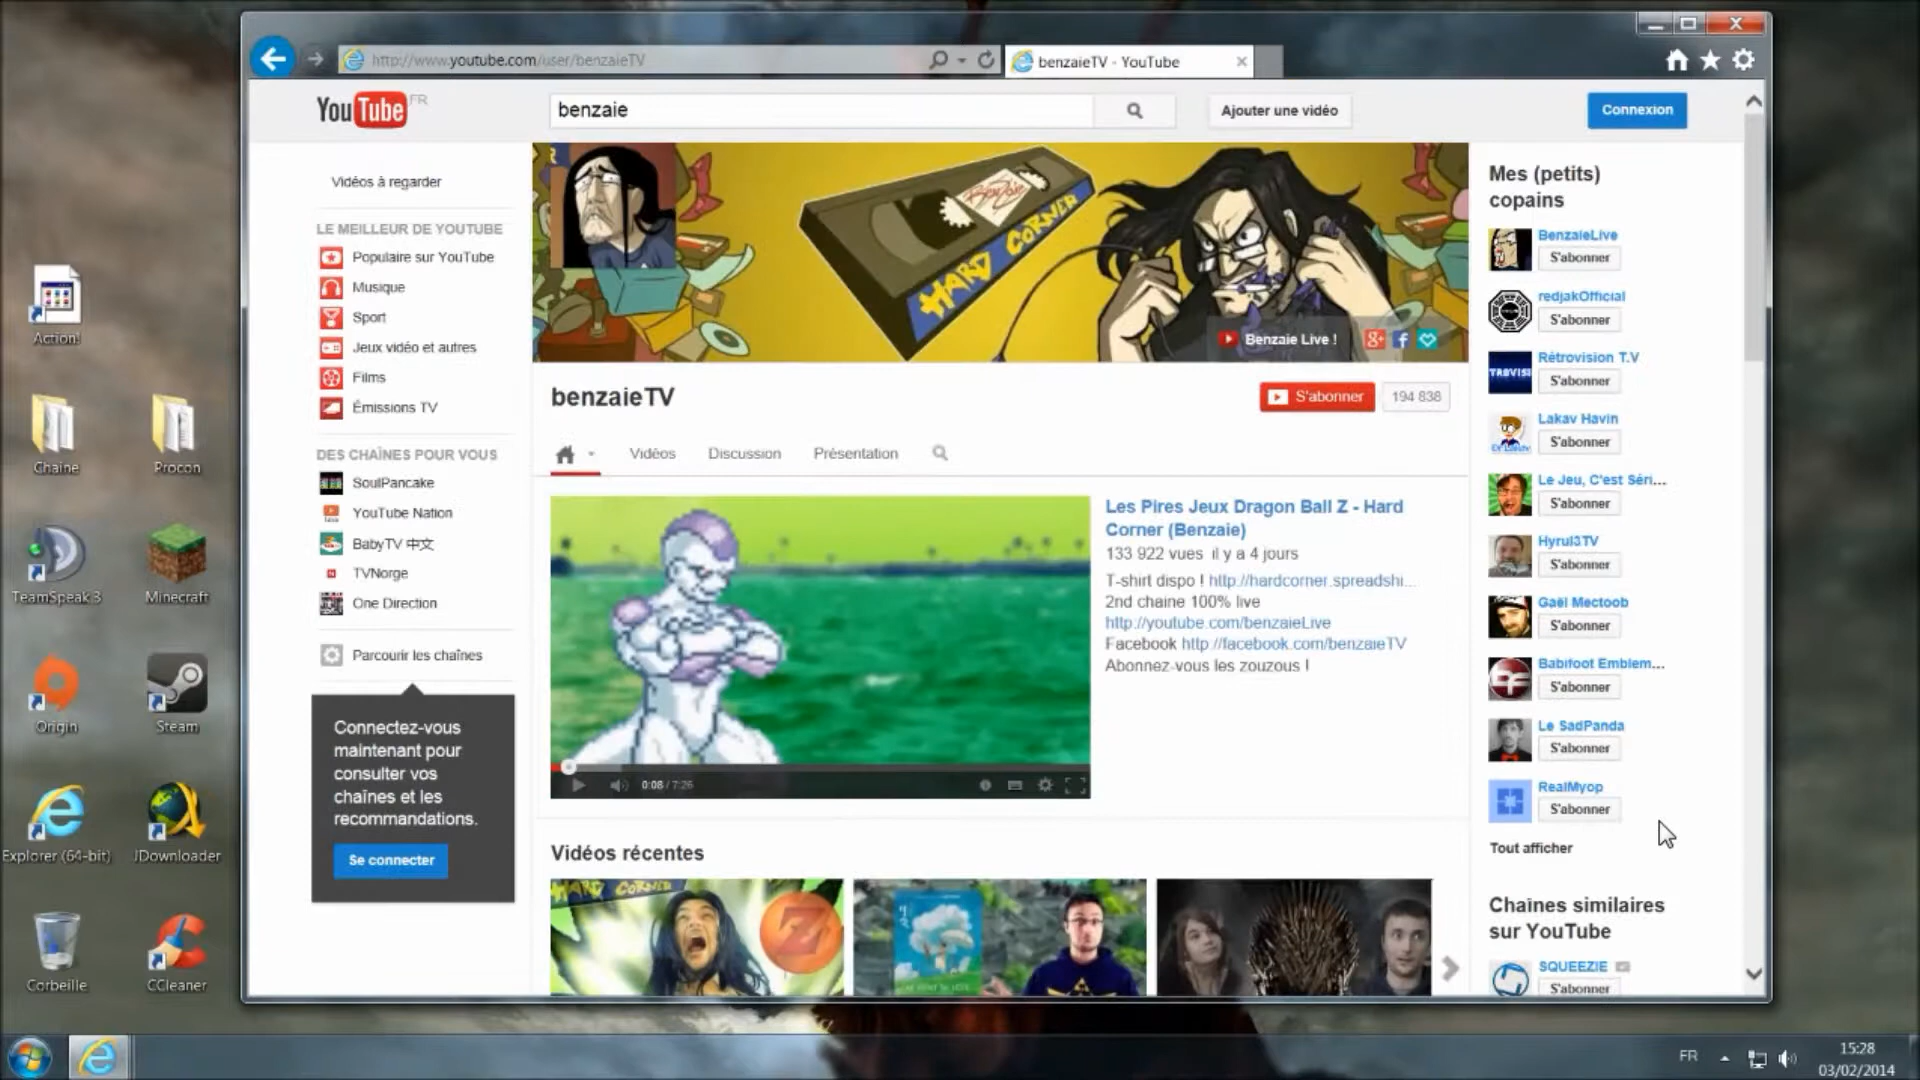 http://www.youtube.com/user/benzaieTV
benzaieTV - YouTube
YouTube FR
benzaie
Ajouter une vidéo
Connexion
Vidéos à regarder
LE MEILLEUR DE YOUTUBE
Populaire sur YouTube
Musique
Sport
Jeux vidéo et autres
Films
Émissions TV
DES CHAÎNES POUR VOUS
SoulPancake
YouTube Nation
BabyTV 中文
TVNorge
One Direction
Parcourir les chaînes
Connectez-vous
maintenant pour
consulter vos
chaînes et les
recommandations.
Se connecter
BenZaie
HARD CORNER
Benzaie Live !
benzaieTV
S'abonner
194 838
Vidéos
Discussion
Présentation
0:08 / 7:26
Les Pires Jeux Dragon Ball Z - Hard
Corner (Benzaie)
133 922 vues il y a 4 jours
T-shirt dispo ! http://hardcorner.spreadshi...
2nd chaine 100% live
http://youtube.com/benzaieLive
Facebook http://facebook.com/benzaieTV
Abonnez-vous les zouzous !
Vidéos récentes
HARD CORNER
Mes (petits)
copains
BenzaieLive
S'abonner
redjakOfficial
S'abonner
Rétrovision T.V
S'abonner
Lakav Havin
S'abonner
Le Jeu, C'est Séri...
S'abonner
Hyrul3TV
S'abonner
Gaël Mectoob
S'abonner
Babifoot Emblem...
S'abonner
Le SadPanda
S'abonner
RealMyop
S'abonner
Tout afficher
Chaînes similaires
sur YouTube
SQUEEZIE
S'abonner
Action!
Chaine
Procon
TeamSpeak 3
Minecraft
Origin
Steam
Explorer (64-bit)
JDownloader
Corbeille
CCleaner
FR
15:28
03/02/2014